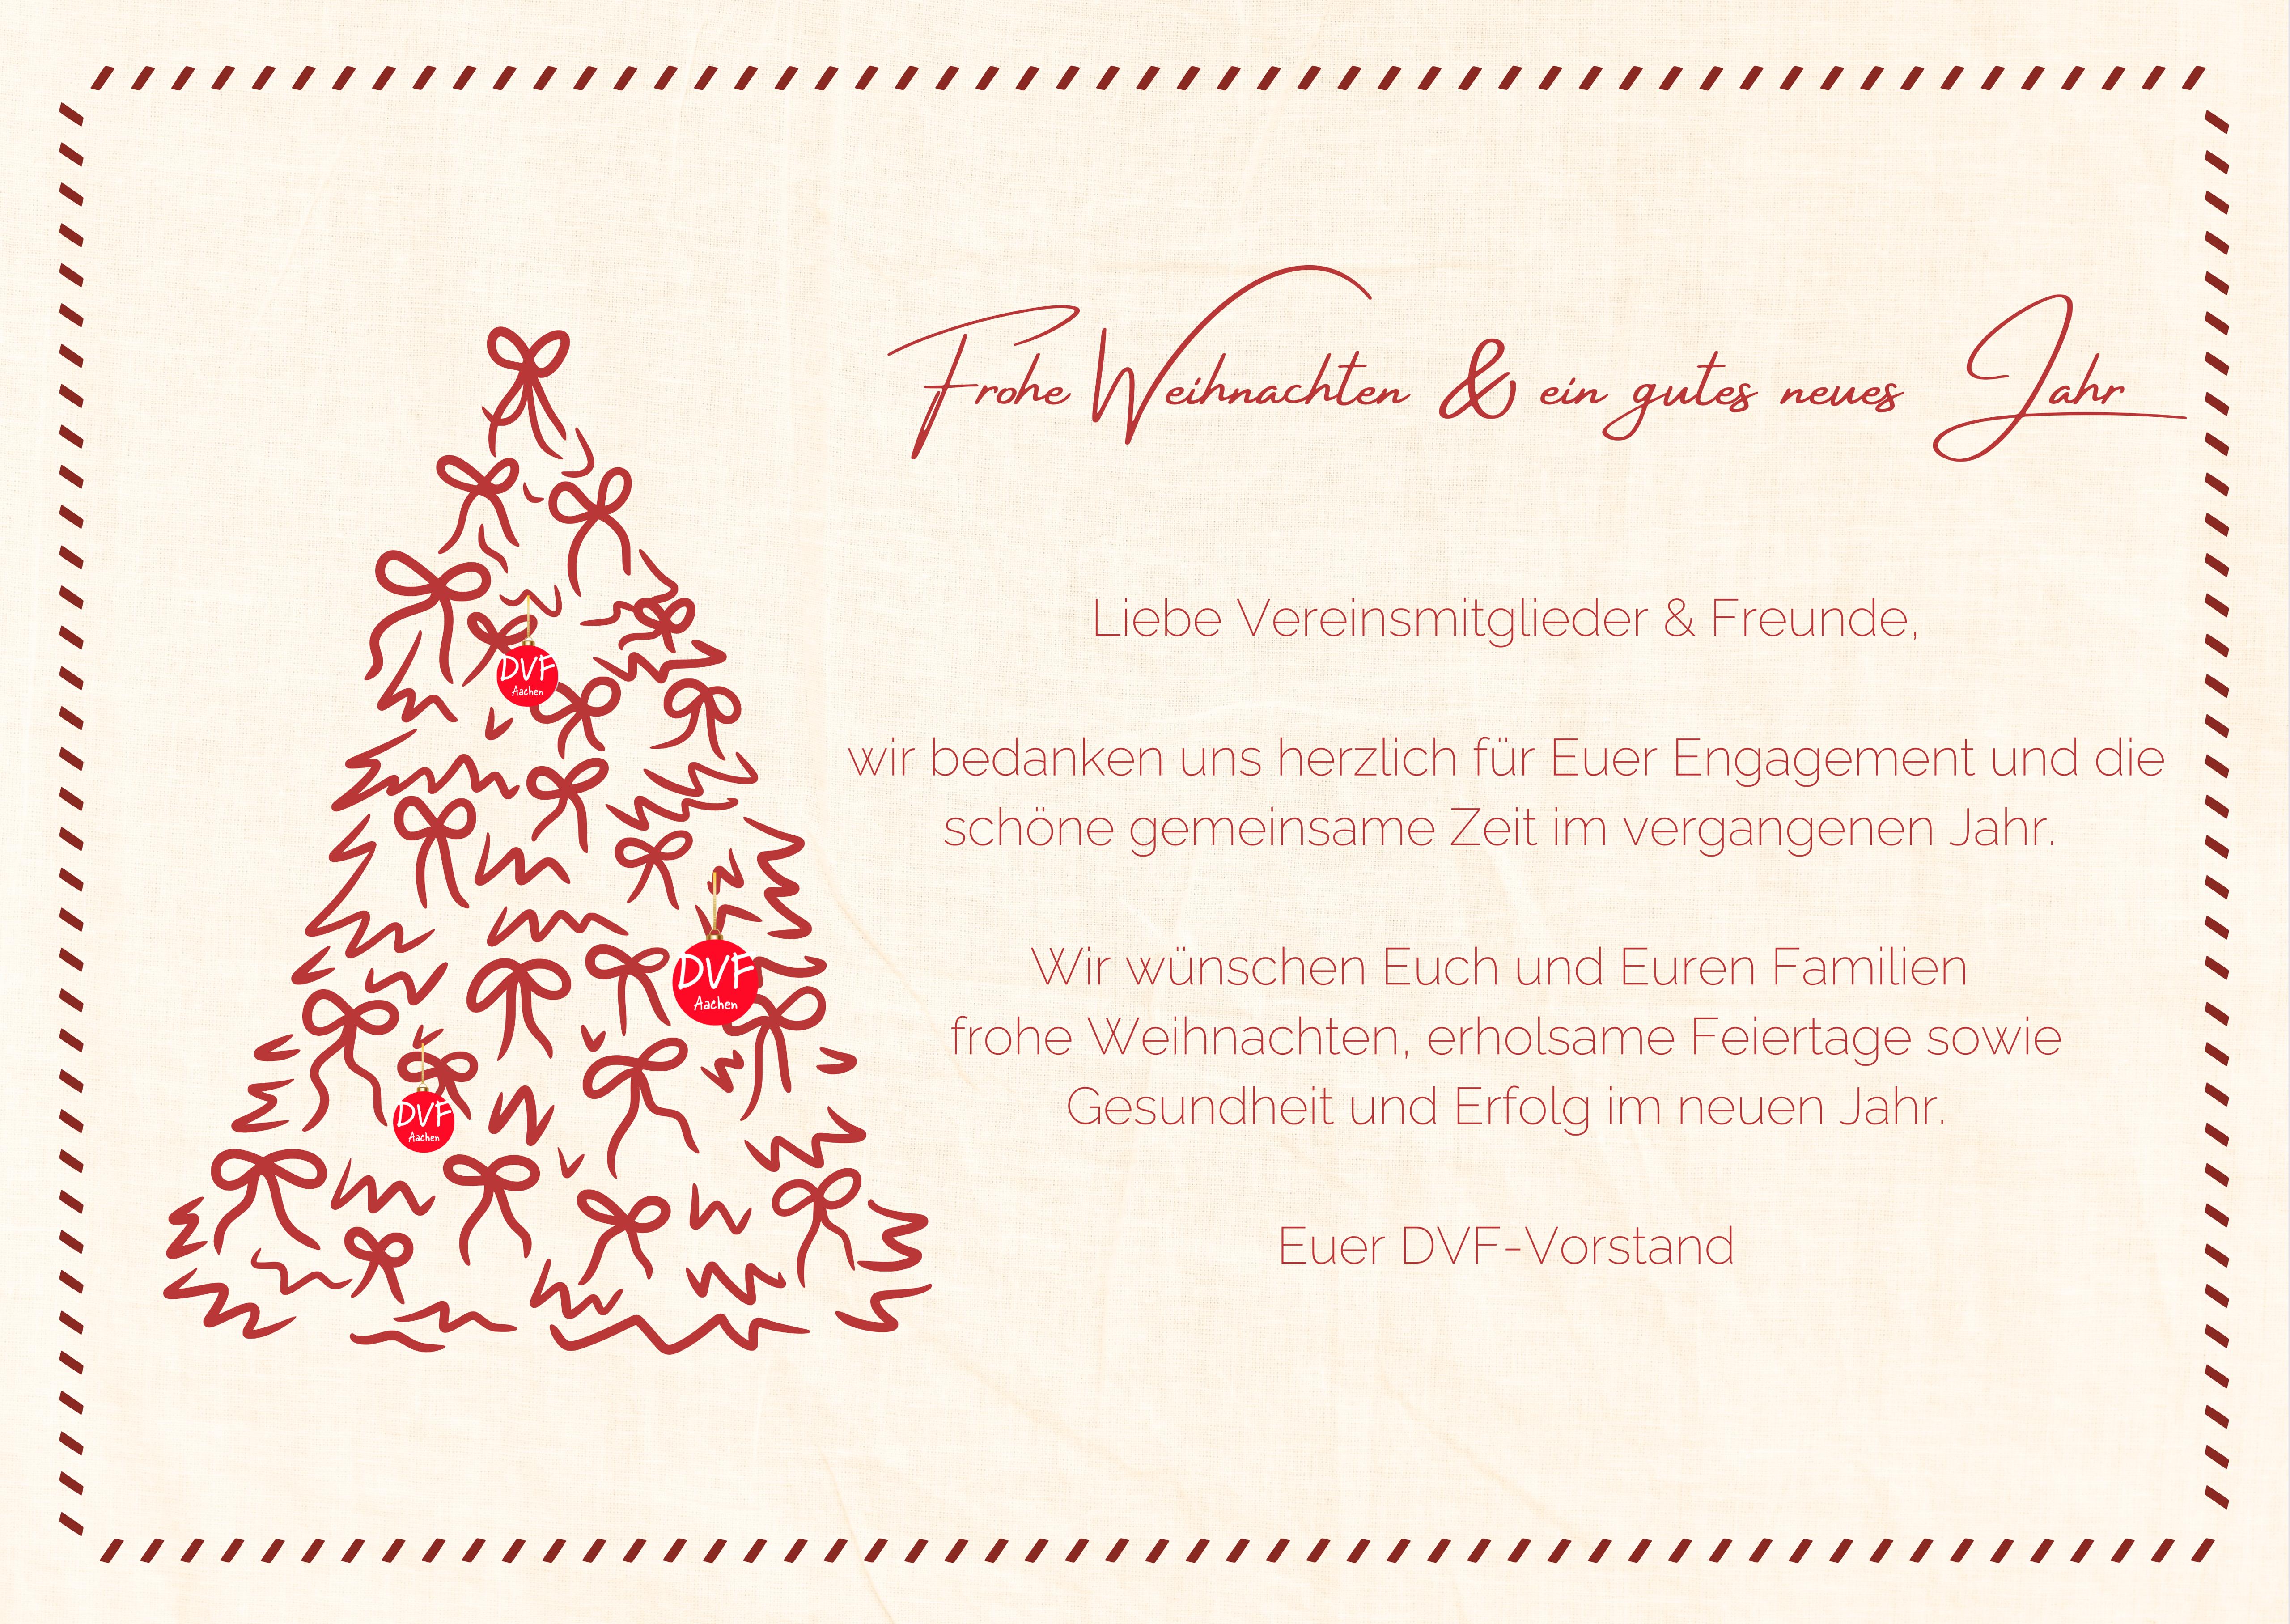 Frohe Weihnachten & ein gutes neues Jahr
Liebe Vereinsmitglieder & Freunde,
wir bedanken uns herzlich für Euer Engagement und die
schöne gemeinsame Zeit im vergangenen Jahr.
Wir wünschen Euch und Euren Familien
frohe Weihnachten, erholsame Feiertage sowie
Gesundheit und Erfolg im neuen Jahr.
Euer DVF-Vorstand
DVF
Aachen
DVF
Aachen
DVF
Aachen